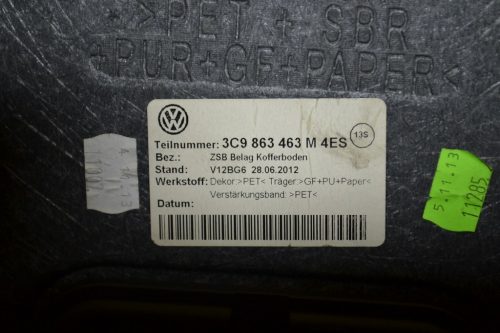 >PET + SBR
+PUR+GF+PAPER<
Teilnummer: 3C9 863 463 M 4ES 13S
Bez.: ZSB Belag Kofferboden
Stand: V12BG6 28.06.2012
Werkstoff: Dekor:>PET< Träger:>GF+PU+Paper<
Verstärkungsband: >PET<
Datum:
5.11.13
11285